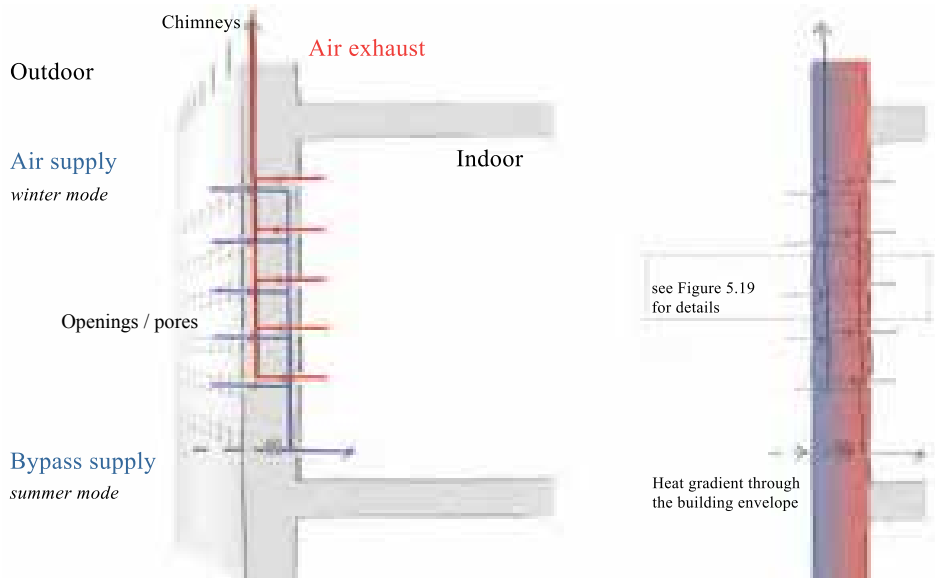 Chimneys
Air exhaust
Outdoor
Air supply
winter mode
Indoor
Openings / pores
Bypass supply
summer mode
see Figure 5.19
for details
Heat gradient through
the building envelope